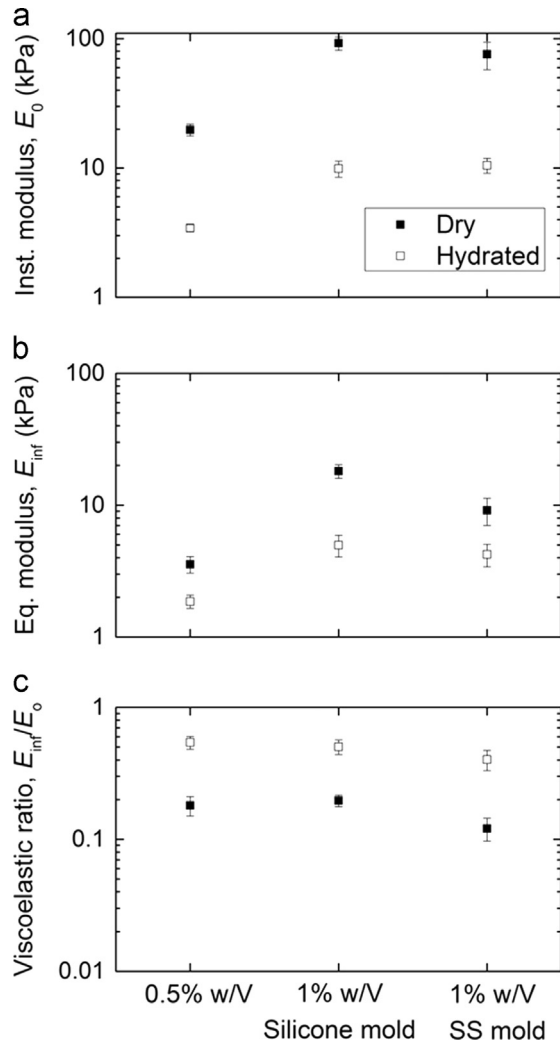 a
100
10
1
Inst. modulus, E0 (kPa)
Dry
Hydrated
b
100
10
1
Eq. modulus, Einf (kPa)
c
1
0.1
0.01
Viscoelastic ratio, Einf/Eo
0.5% w/V 1% w/V 1% w/V
Silicone mold SS mold